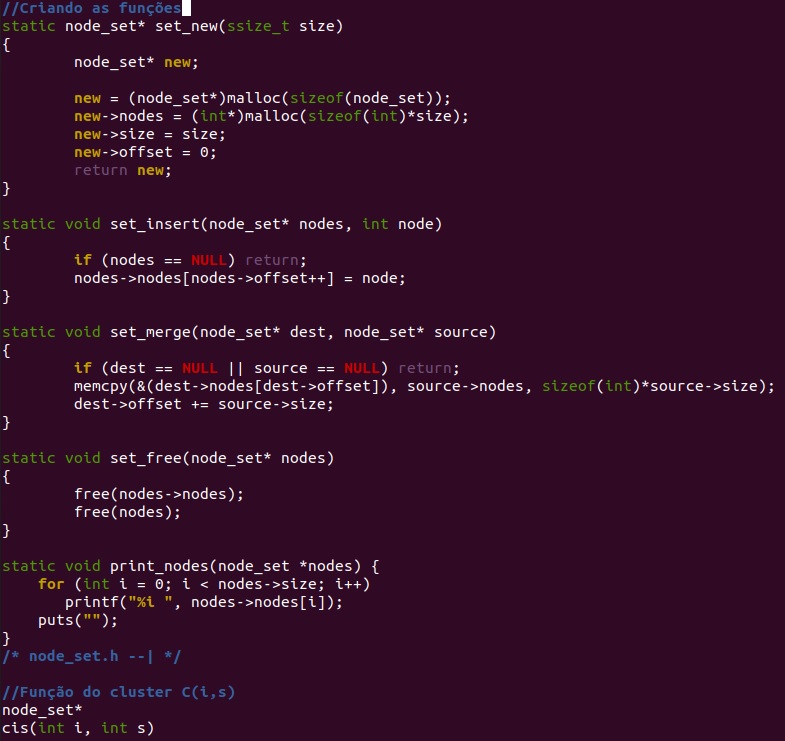 //Criando as funções
static node_set* set_new(ssize_t size)
{
        node_set* new;

        new = (node_set*)malloc(sizeof(node_set));
        new->nodes = (int*)malloc(sizeof(int)*size);
        new->size = size;
        new->offset = 0;
        return new;
}

static void set_insert(node_set* nodes, int node)
{
        if (nodes == NULL) return;
        nodes->nodes[nodes->offset++] = node;
}

static void set_merge(node_set* dest, node_set* source)
{
        if (dest == NULL || source == NULL) return;
        memcpy(&(dest->nodes[dest->offset]), source->nodes, sizeof(int)*source->size);
        dest->offset += source->size;
}

static void set_free(node_set* nodes)
{
        free(nodes->nodes);
        free(nodes);
}

static void print_nodes(node_set *nodes) {
    for (int i = 0; i < nodes->size; i++)
       printf("%i ", nodes->nodes[i]);
    puts("");
}
/* node_set.h --| */

//Função do cluster C(i,s)
node_set*
cis(int i, int s)